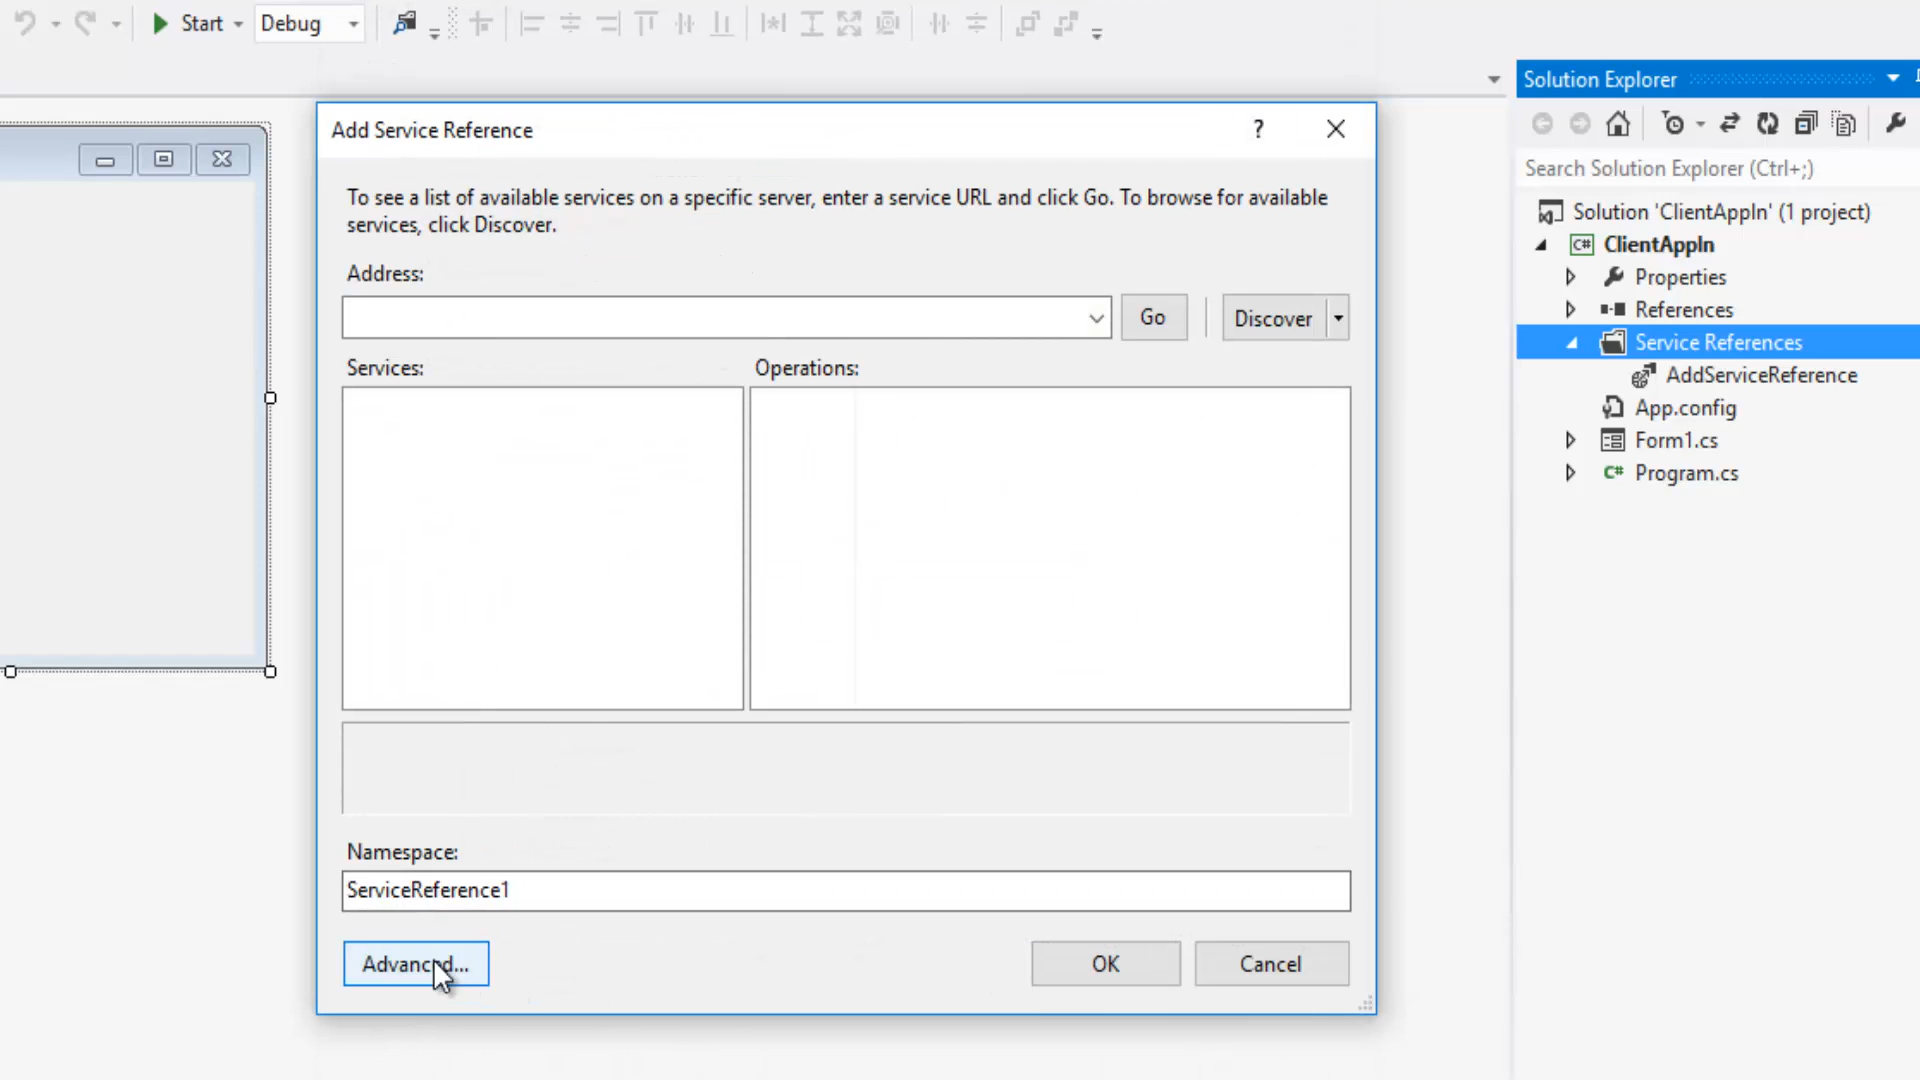 Start
Debug
Solution Explorer
Add Service Reference
?
Search Solution Explorer (Ctrl+;)
To see a list of available services on a specific server, enter a service URL and click Go. To browse for available
services, click Discover.
Address:
Go
Discover
Services:
Operations:
Namespace:
ServiceReference1
Advanced...
OK
Cancel
Solution 'ClientAppIn' (1 project)
C# ClientAppIn
Properties
References
Service References
AddServiceReference
App.config
Form1.cs
C# Program.cs